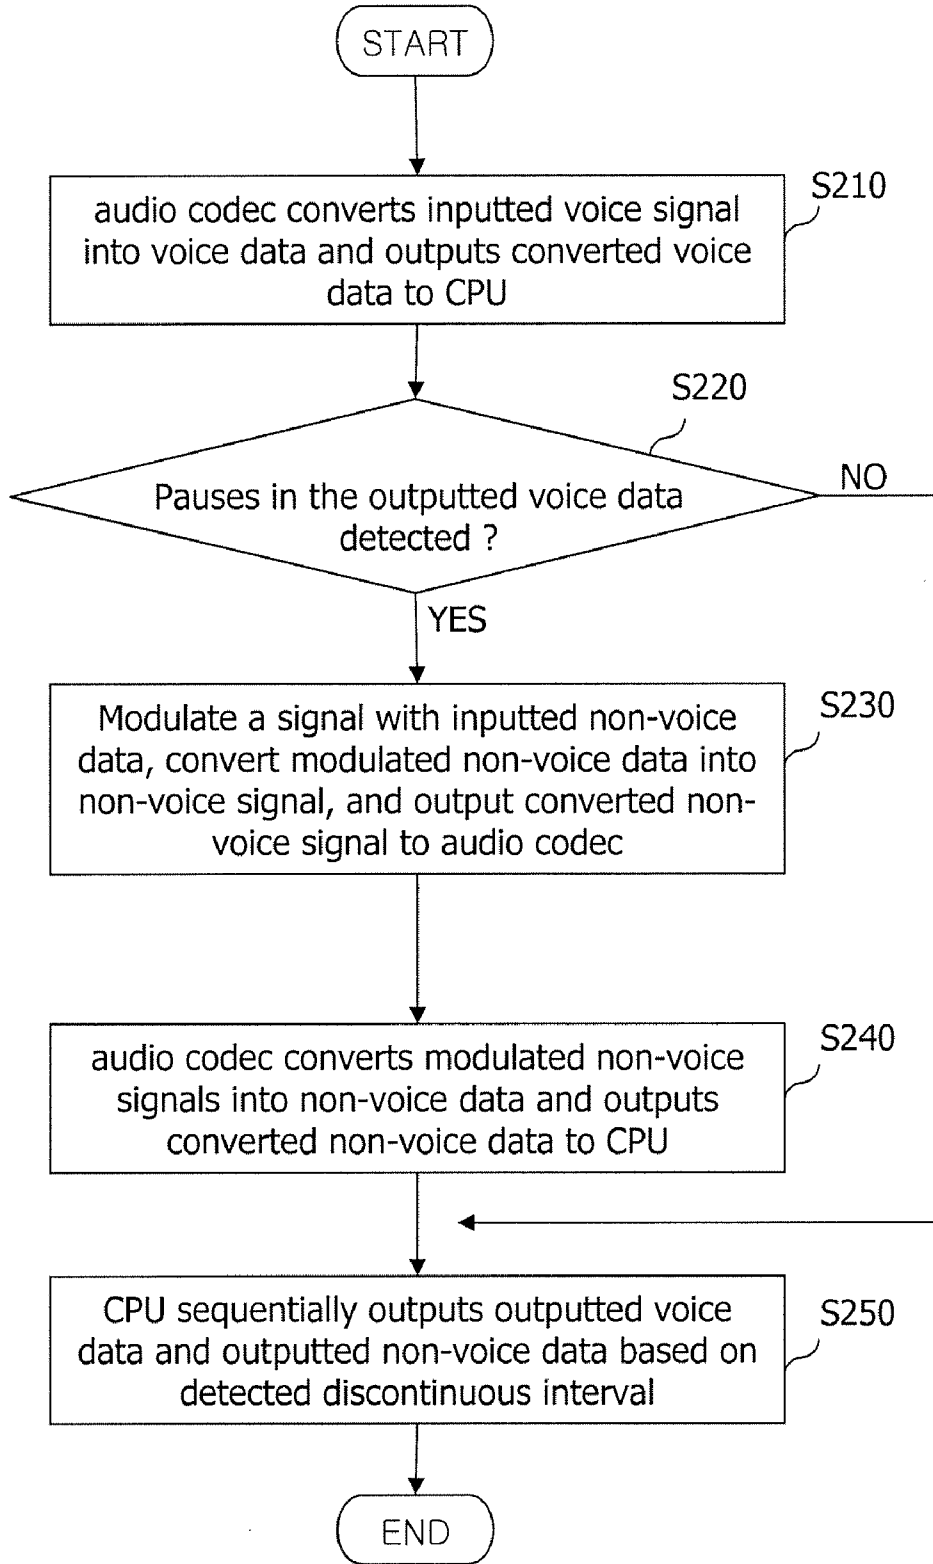 START
S210
audio codec converts inputted voice signal
into voice data and outputs converted voice
data to CPU
S220
Pauses in the outputted voice data
detected ?
NO
YES
S230
Modulate a signal with inputted non-voice
data, convert modulated non-voice data into
non-voice signal, and output converted non-
voice signal to audio codec
S240
audio codec converts modulated non-voice
signals into non-voice data and outputs
converted non-voice data to CPU
S250
CPU sequentially outputs outputted voice
data and outputted non-voice data based on
detected discontinuous interval
END